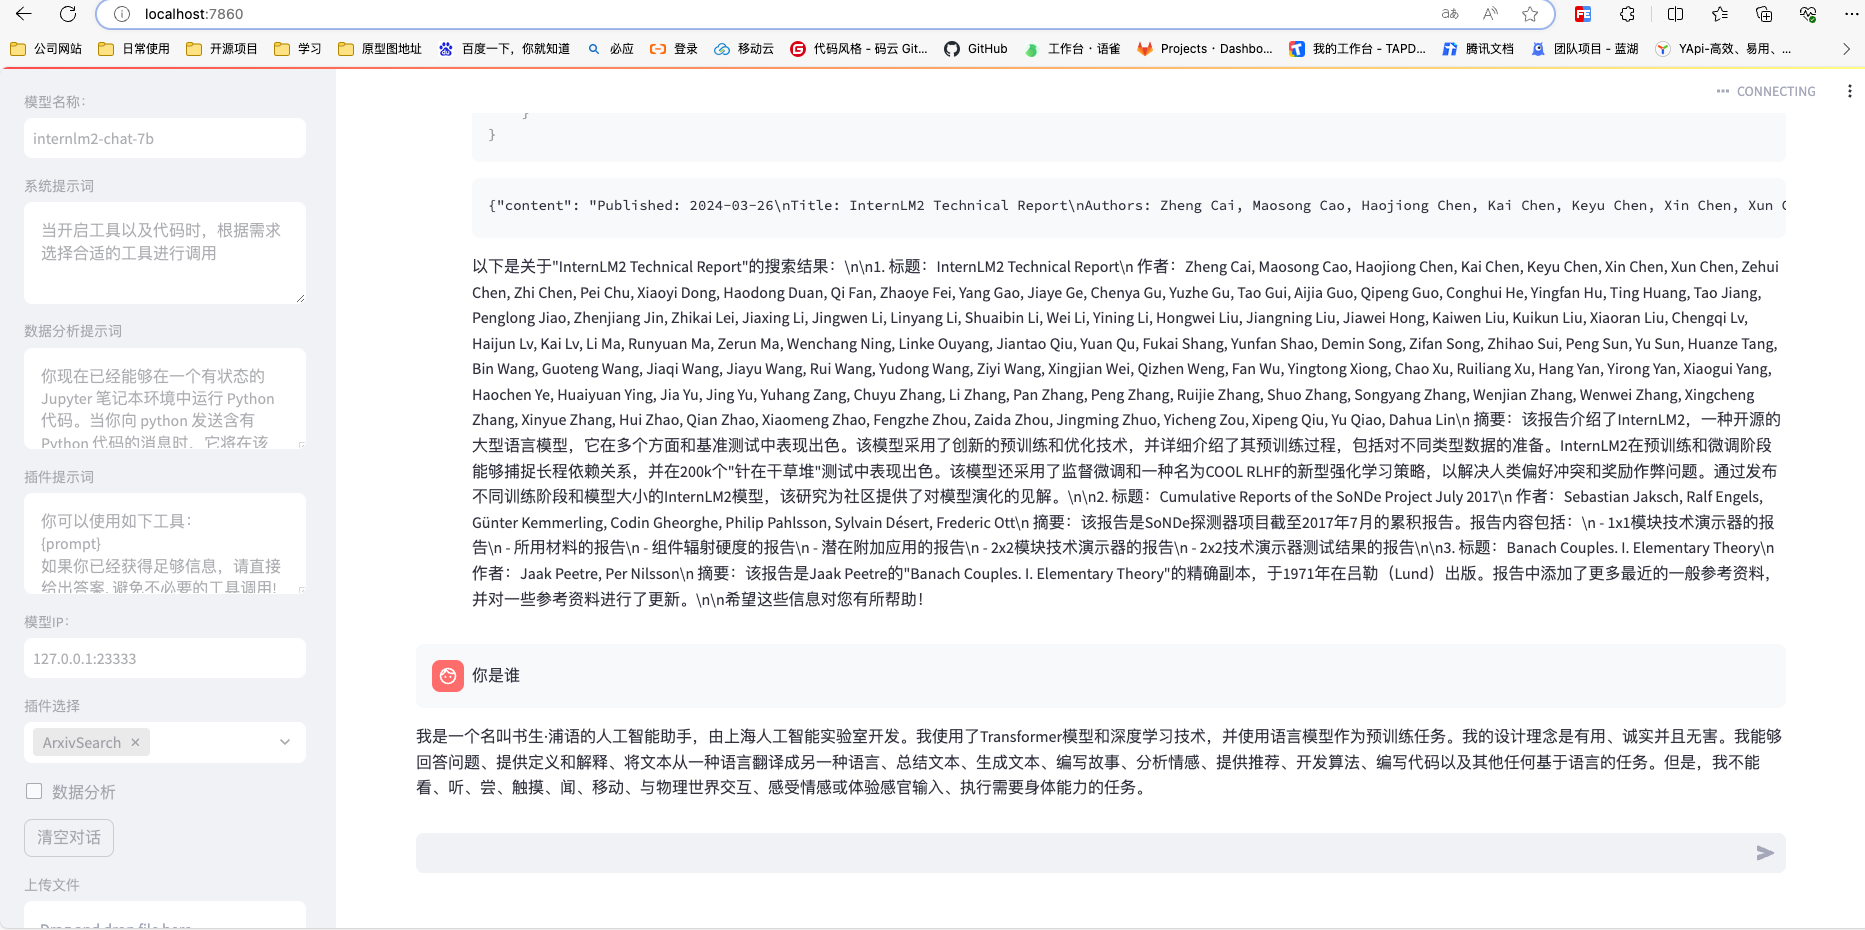 localhost:7860
公司网站 日常使用 开源项目 学习 原型图地址 百度一下，你就知道 必应 登录 移动云 代码风格 - 码云 Git... GitHub 工作台 · 语雀 Projects · Dashbo... 我的工作台 - TAPD... 腾讯文档 团队项目 - 蓝湖 YApi-高效、易用、...
CONNECTING
模型名称：
internlm2-chat-7b
系统提示词
当开启工具以及代码时，根据需求
选择合适的工具进行调用
数据分析提示词
你现在已经能够在一个有状态的
Jupyter 笔记本环境中运行 Python
代码。当你向 python 发送含有
Python 代码的消息时，它将在该
插件提示词
你可以使用如下工具：
{prompt}
如果你已经获得足够信息，请直接
给出答案. 避免不必要的工具调用!
模型IP：
127.0.0.1:23333
插件选择
ArxivSearch ×
数据分析
清空对话
上传文件
Drag and drop file here
}
}
{"content": "Published: 2024-03-26\nTitle: InternLM2 Technical Report\nAuthors: Zheng Cai, Maosong Cao, Haojiong Chen, Kai Chen, Keyu Chen, Xin Chen, Xun C
以下是关于"InternLM2 Technical Report"的搜索结果：\n\n1. 标题：InternLM2 Technical Report\n 作者：Zheng Cai, Maosong Cao, Haojiong Chen, Kai Chen, Keyu Chen, Xin Chen, Xun Chen, Zehui
Chen, Zhi Chen, Pei Chu, Xiaoyi Dong, Haodong Duan, Qi Fan, Zhaoye Fei, Yang Gao, Jiaye Ge, Chenya Gu, Yuzhe Gu, Tao Gui, Aijia Guo, Qipeng Guo, Conghui He, Yingfan Hu, Ting Huang, Tao Jiang,
Penglong Jiao, Zhenjiang Jin, Zhikai Lei, Jiaxing Li, Jingwen Li, Linyang Li, Shuaibin Li, Wei Li, Yining Li, Hongwei Liu, Jiangning Liu, Jiawei Hong, Kaiwen Liu, Kuikun Liu, Xiaoran Liu, Chengqi Lv,
Haijun Lv, Kai Lv, Li Ma, Runyuan Ma, Zerun Ma, Wenchang Ning, Linke Ouyang, Jiantao Qiu, Yuan Qu, Fukai Shang, Yunfan Shao, Demin Song, Zifan Song, Zhihao Sui, Peng Sun, Yu Sun, Huanze Tang,
Bin Wang, Guoteng Wang, Jiaqi Wang, Jiayu Wang, Rui Wang, Yudong Wang, Ziyi Wang, Xingjian Wei, Qizhen Weng, Fan Wu, Yingtong Xiong, Chao Xu, Ruiliang Xu, Hang Yan, Yirong Yan, Xiaogui Yang,
Haochen Ye, Huaiyuan Ying, Jia Yu, Jing Yu, Yuhang Zang, Chuyu Zhang, Li Zhang, Pan Zhang, Peng Zhang, Ruijie Zhang, Shuo Zhang, Songyang Zhang, Wenjian Zhang, Wenwei Zhang, Xingcheng
Zhang, Xinyue Zhang, Hui Zhao, Qian Zhao, Xiaomeng Zhao, Fengzhe Zhou, Zaida Zhou, Jingming Zhuo, Yicheng Zou, Xipeng Qiu, Yu Qiao, Dahua Lin\n 摘要：该报告介绍了InternLM2，一种开源的
大型语言模型，它在多个方面和基准测试中表现出色。该模型采用了创新的预训练和优化技术，并详细介绍了其预训练过程，包括对不同类型数据的准备。InternLM2在预训练和微调阶段
能够捕捉长程依赖关系，并在200k个"针在干草堆"测试中表现出色。该模型还采用了监督微调和一种名为COOL RLHF的新型强化学习策略，以解决人类偏好冲突和奖励作弊问题。通过发布
不同训练阶段和模型大小的InternLM2模型，该研究为社区提供了对模型演化的见解。\n\n2. 标题：Cumulative Reports of the SoNDe Project July 2017\n 作者：Sebastian Jaksch, Ralf Engels,
Günter Kemmerling, Codin Gheorghe, Philip Pahlsson, Sylvain Désert, Frederic Ott\n 摘要：该报告是SoNDe探测器项目截至2017年7月的累积报告。报告内容包括：\n - 1x1模块技术演示器的报
告\n - 所用材料的报告\n - 组件辐射硬度的报告\n - 潜在附加应用的报告\n - 2x2模块技术演示器的报告\n - 2x2技术演示器测试结果的报告\n\n3. 标题：Banach Couples. I. Elementary Theory\n
作者：Jaak Peetre, Per Nilsson\n 摘要：该报告是Jaak Peetre的"Banach Couples. I. Elementary Theory"的精确副本，于1971年在吕勒（Lund）出版。报告中添加了更多最近的一般参考资料，
并对一些参考资料进行了更新。\n\n希望这些信息对您有所帮助！
你是谁
我是一个名叫书生·浦语的人工智能助手，由上海人工智能实验室开发。我使用了Transformer模型和深度学习技术，并使用语言模型作为预训练任务。我的设计理念是有用、诚实并且无害。我能够
回答问题、提供定义和解释、将文本从一种语言翻译成另一种语言、总结文本、生成文本、编写故事、分析情感、提供推荐、开发算法、编写代码以及其他任何基于语言的任务。但是，我不能
看、听、尝、触摸、闻、移动、与物理世界交互、感受情感或体验感官输入、执行需要身体能力的任务。